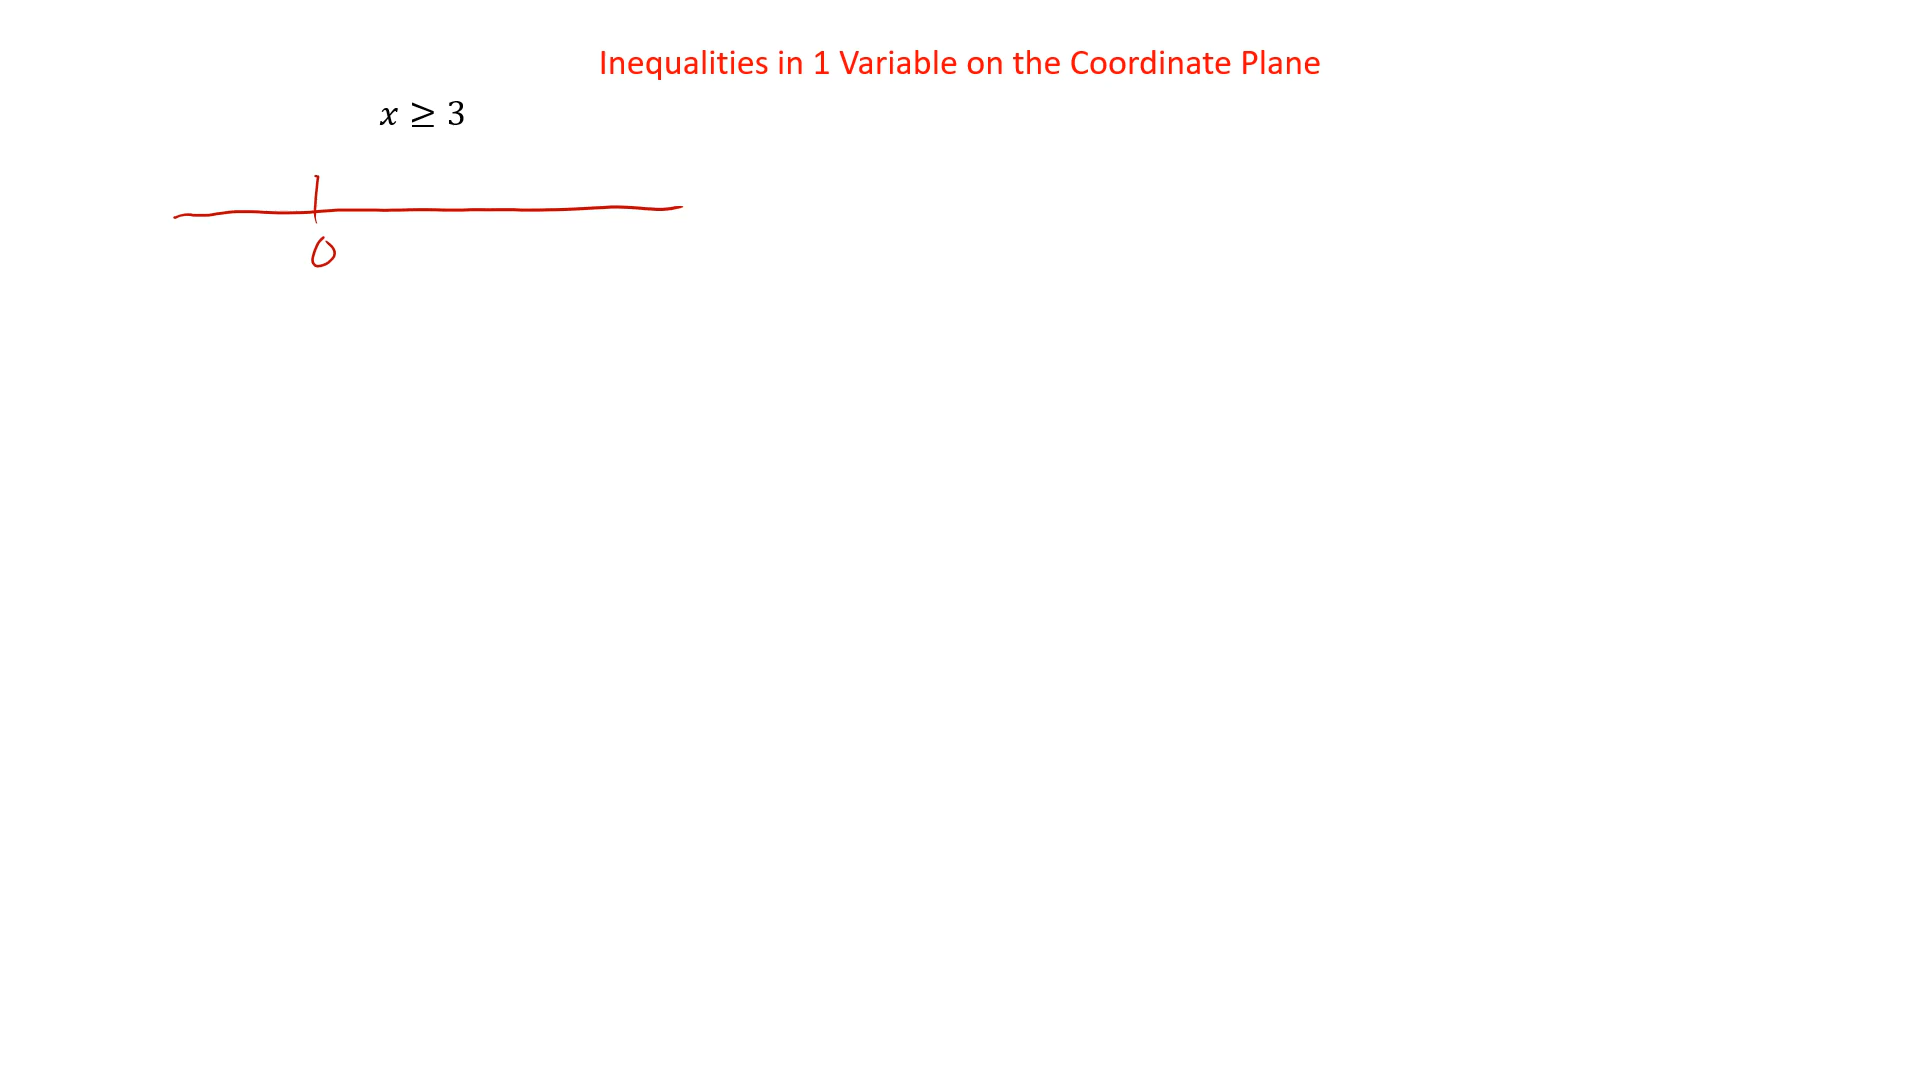 Inequalities in 1 Variable on the Coordinate Plane
x ≥ 3
0